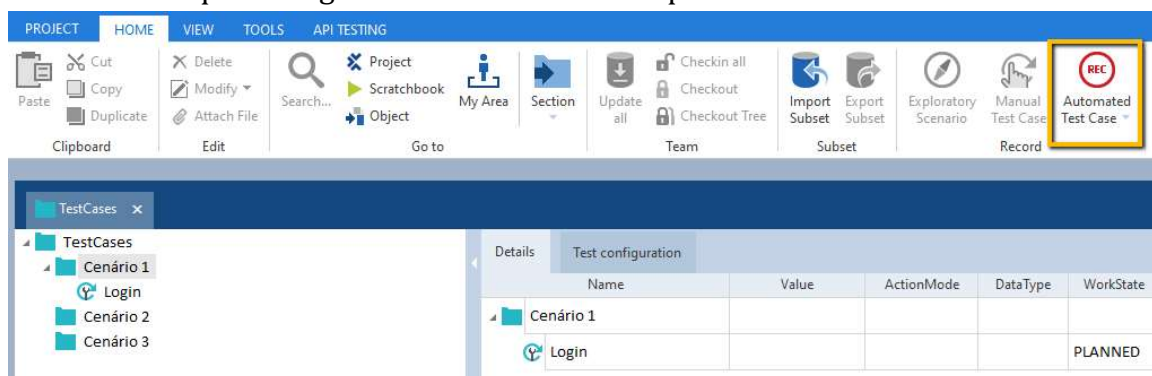 PROJECT HOME VIEW TOOLS API TESTING
Paste
Cut
Copy
Duplicate
Clipboard
Delete
Modify
Attach File
Edit
Search...
Project
Scratchbook
Object
My Area
Go to
Section
Update all
Checkin all
Checkout
Checkout Tree
Team
Import Subset
Export Subset
Subset
Exploratory Scenario
Manual Test Case
REC
Automated Test Case
Record
TestCases
TestCases
Cenário 1
Login
Cenário 2
Cenário 3
Details Test configuration
Name Value ActionMode DataType WorkState
Cenário 1
Login PLANNED